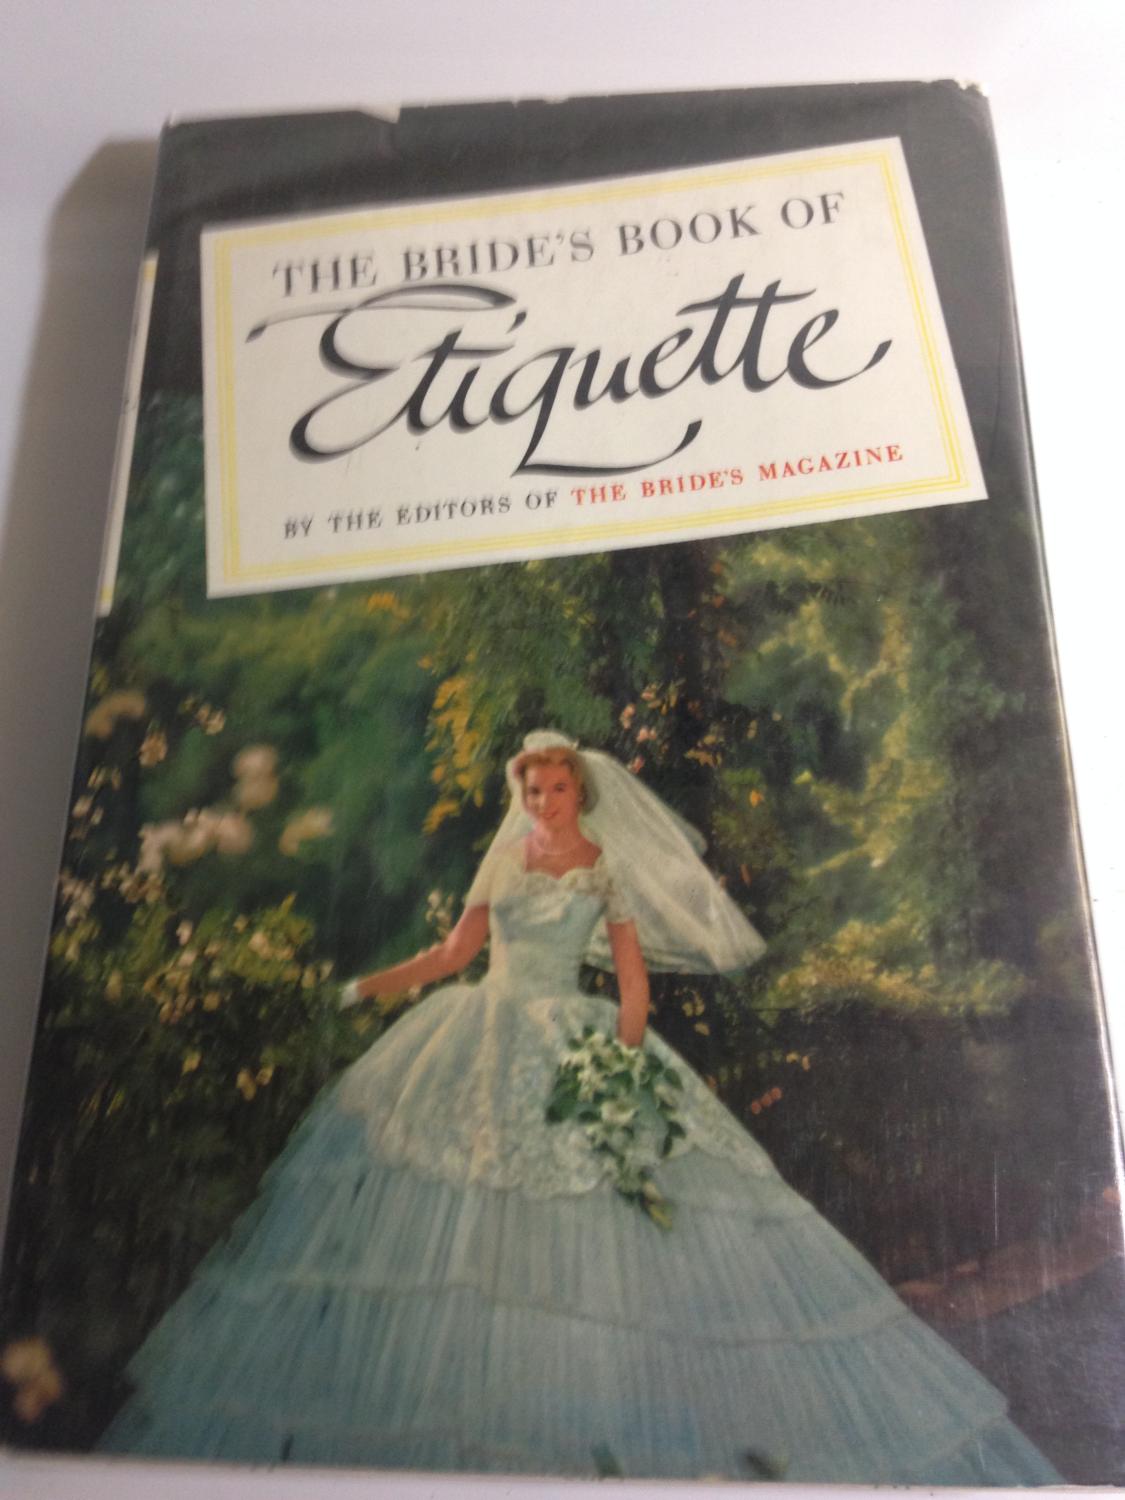 THE BRIDE'S BOOK OF
Etiquette
BY THE EDITORS OF THE BRIDE'S MAGAZINE